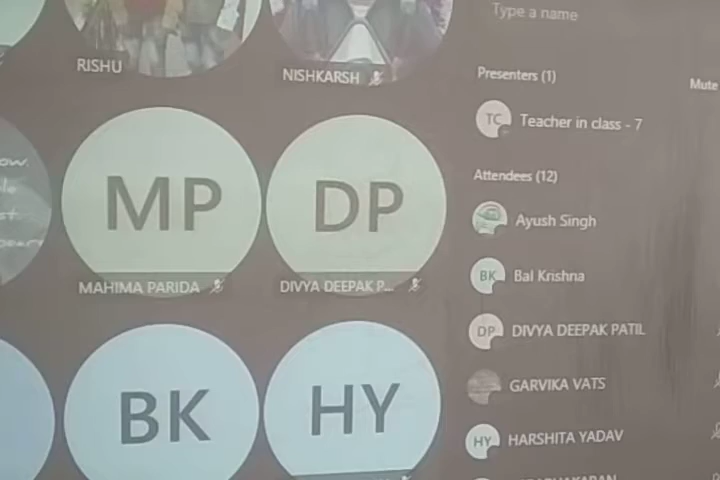 Type a name
RISHU
NISHKARSH
Presenters (1)
Mute
TC
Teacher in class - 7
Attendees (12)
MP
DP
Ayush Singh
MAHIMA PARIDA
DIVYA DEEPAK P...
BK
Bal Krishna
DP
DIVYA DEEPAK PATIL
GARVIKA VATS
BK
HY
HY
HARSHITA YADAV